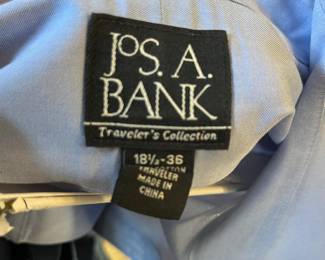 JOS. A.
BANK
Traveler's Collection
18½-36
TRAVELER
MADE IN
CHINA